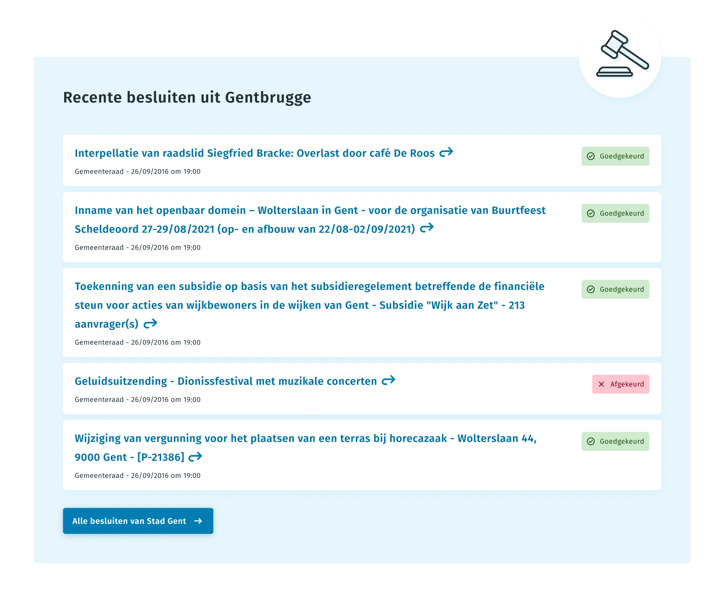 Recente besluiten uit Gentbrugge
Interpellatie van raadslid Siegfried Bracke: Overlast door café De Roos
Goedgekeurd
Gemeenteraad - 26/09/2016 om 19:00
Inname van het openbaar domein – Wolterslaan in Gent - voor de organisatie van Buurtfeest
Scheldeoord 27-29/08/2021 (op- en afbouw van 22/08-02/09/2021)
Goedgekeurd
Gemeenteraad - 26/09/2016 om 19:00
Toekenning van een subsidie op basis van het subsidieregelement betreffende de financiële
steun voor acties van wijkbewoners in de wijken van Gent - Subsidie "Wijk aan Zet" - 213
aanvrager(s)
Goedgekeurd
Gemeenteraad - 26/09/2016 om 19:00
Geluidsuitzending - Dionissfestival met muzikale concerten
Afgekeurd
Gemeenteraad - 26/09/2016 om 19:00
Wijziging van vergunning voor het plaatsen van een terras bij horecazaak - Wolterslaan 44,
9000 Gent - [P-21386]
Goedgekeurd
Gemeenteraad - 26/09/2016 om 19:00
Alle besluiten van Stad Gent